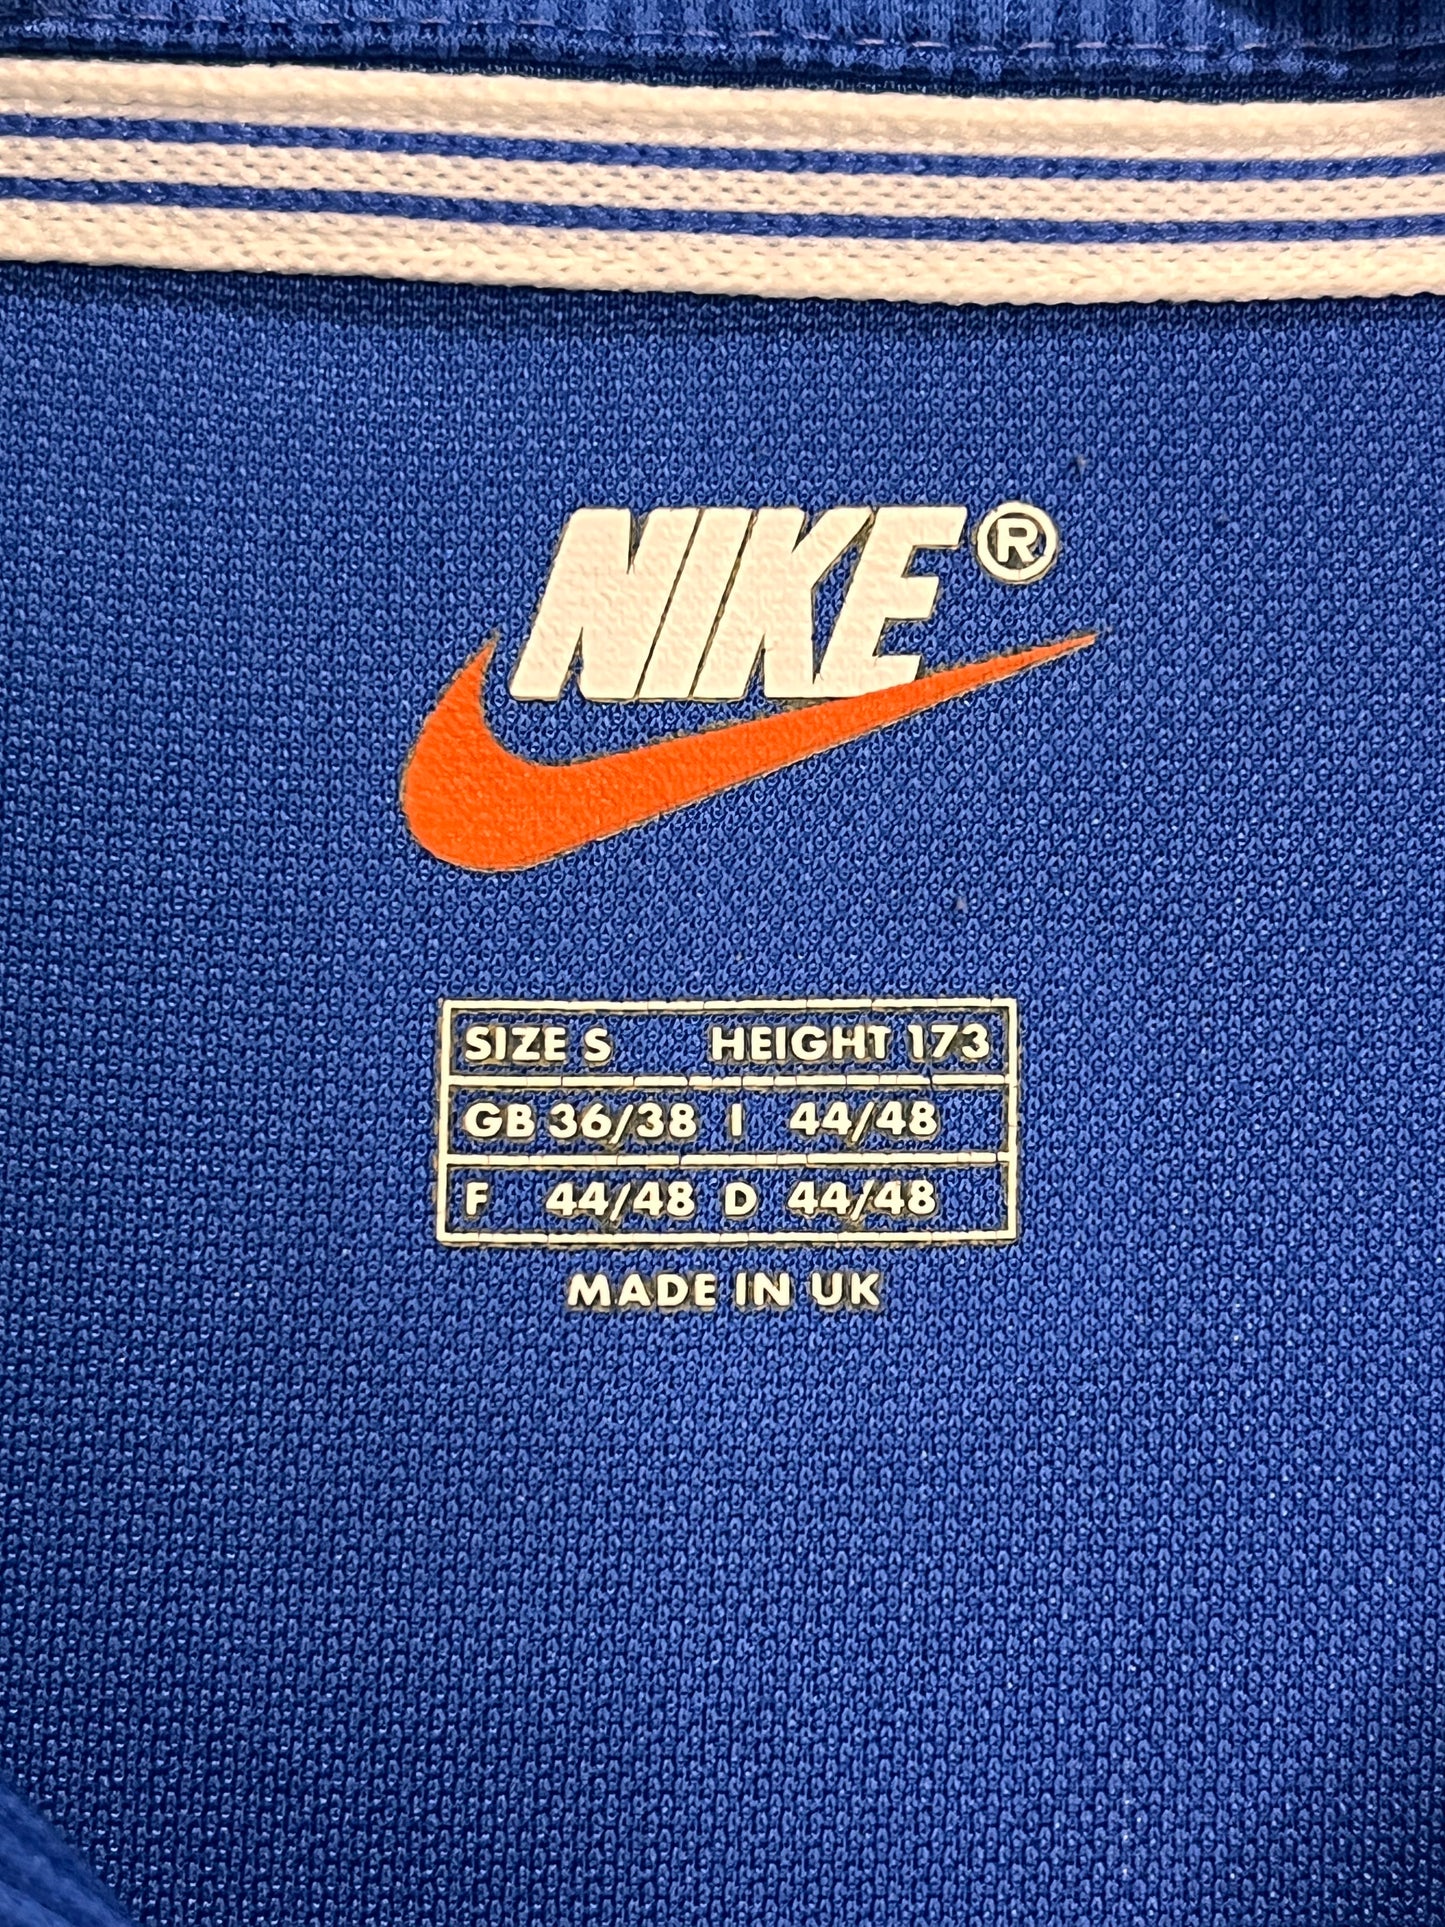 NIKE®
SIZE S HEIGHT 173
GB 36/38 I 44/48
F 44/48 D 44/48
MADE IN UK